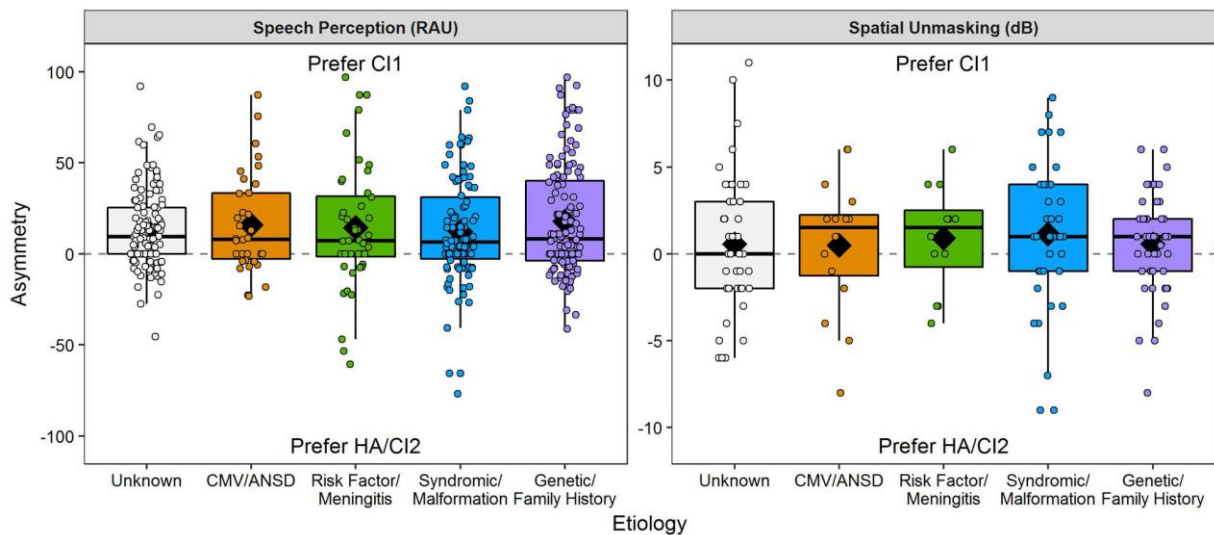 Speech Perception (RAU)
Spatial Unmasking (dB)
Prefer CI1
Prefer CI1
100
50
0
-50
-100
10
5
0
-5
-10
Asymmetry
Prefer HA/CI2
Prefer HA/CI2
Unknown
CMV/ANSD
Risk Factor/
Meningitis
Syndromic/
Malformation
Genetic/
Family History
Unknown
CMV/ANSD
Risk Factor/
Meningitis
Syndromic/
Malformation
Genetic/
Family History
Etiology